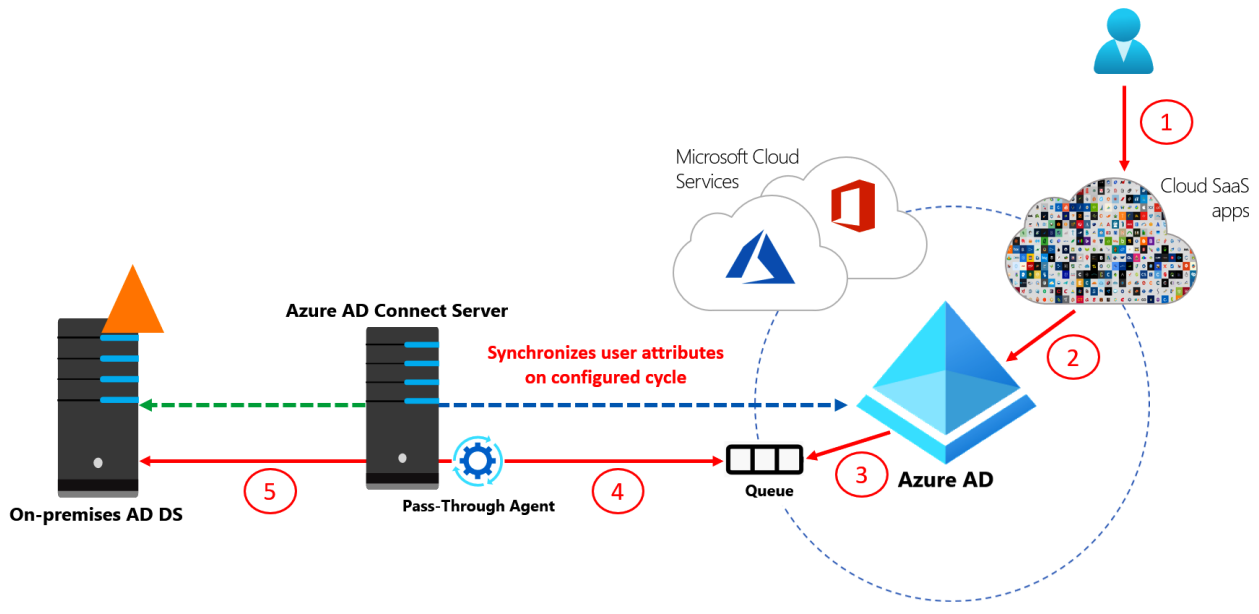 1
Microsoft Cloud
Services
Cloud SaaS
apps
Azure AD Connect Server
Synchronizes user attributes
on configured cycle
2
3
Azure AD
Queue
4
Pass-Through Agent
5
On-premises AD DS